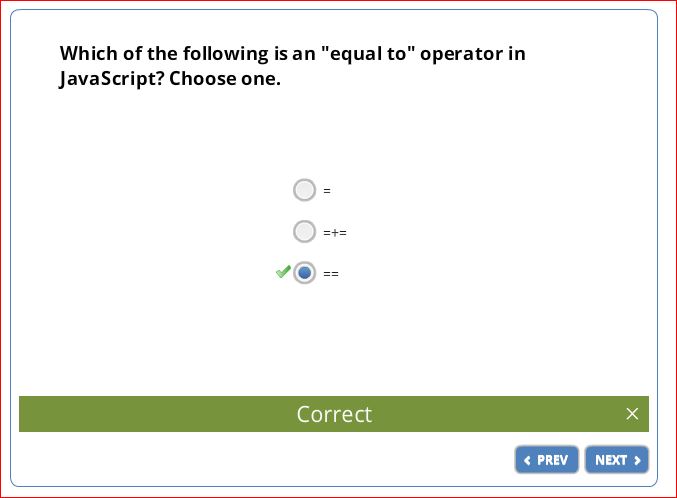 Which of the following is an "equal to" operator in
JavaScript? Choose one.
=
=+=
==
Correct
PREV
NEXT